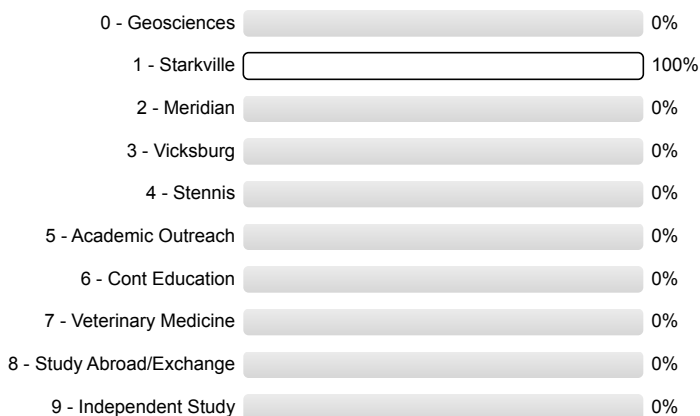 0 - Geosciences 0%
1 - Starkville 100%
2 - Meridian 0%
3 - Vicksburg 0%
4 - Stennis 0%
5 - Academic Outreach 0%
6 - Cont Education 0%
7 - Veterinary Medicine 0%
8 - Study Abroad/Exchange 0%
9 - Independent Study 0%